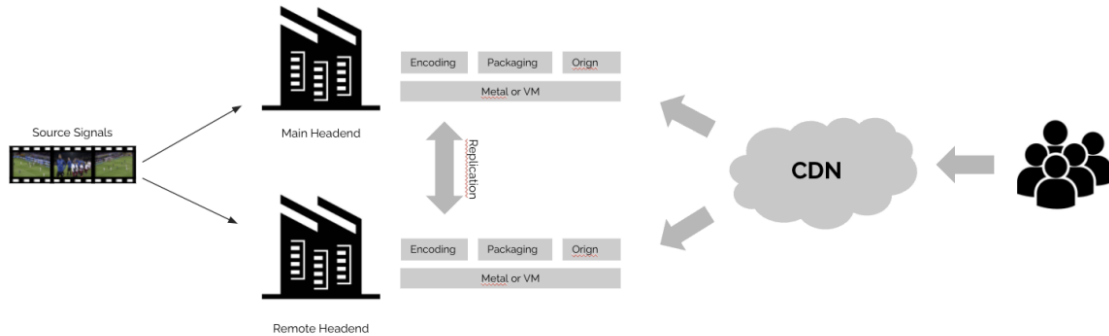 Source Signals
Main Headend
Encoding
Packaging
Orign
Metal or VM
Replication
Encoding
Packaging
Orign
Metal or VM
Remote Headend
CDN